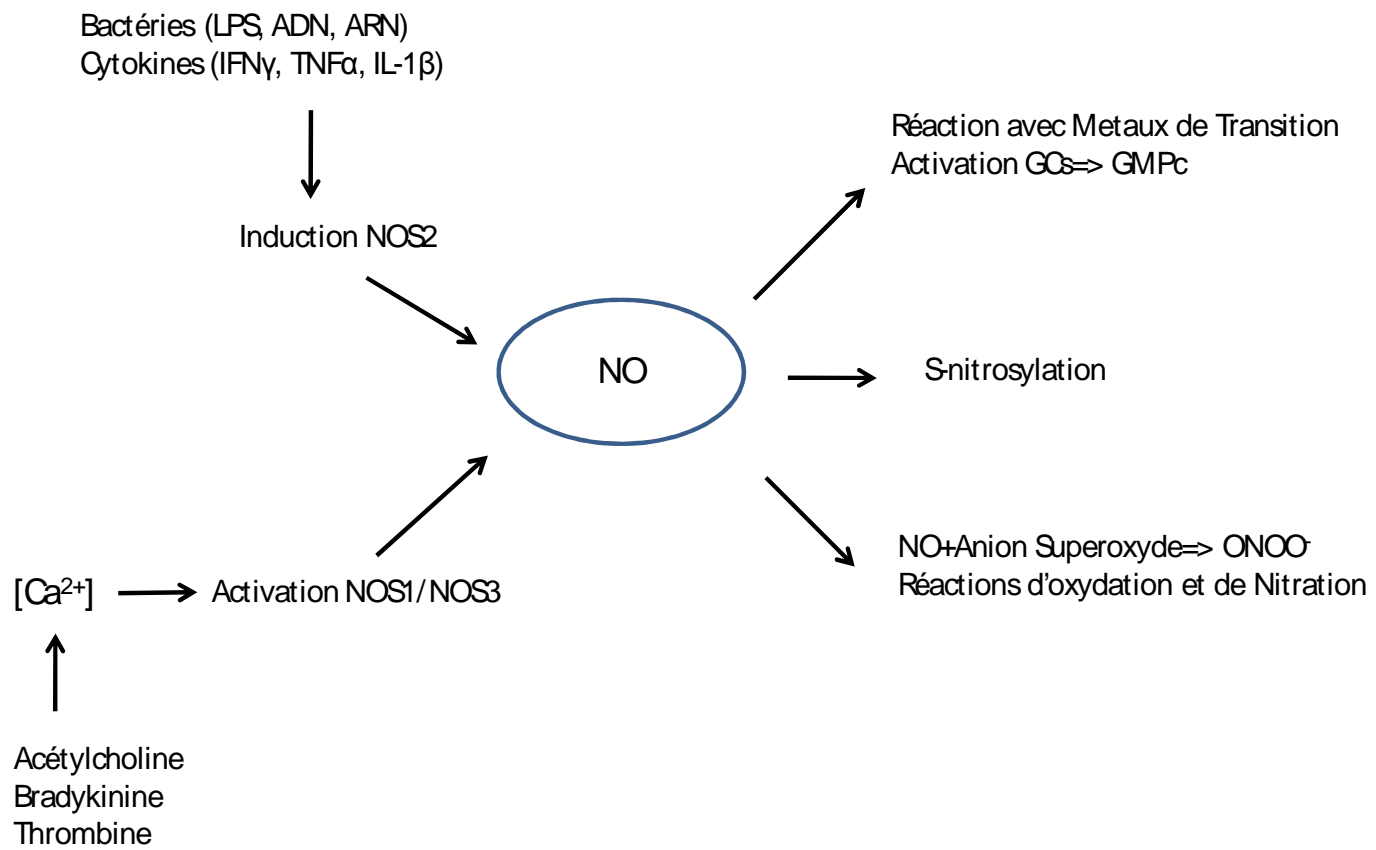 Bactéries (LPS, ADN, ARN)
Cytokines (IFNγ, TNFα, IL-1β)
Réaction avec Metaux de Transition
Activation GCs=> GMPc
Induction NOS2
NO
S-nitrosylation
NO+Anion Superoxyde=> ONOO⁻
Réactions d'oxydation et de Nitration
[Ca²⁺]
Activation NOS1/NOS3
Acétylcholine
Bradykinine
Thrombine